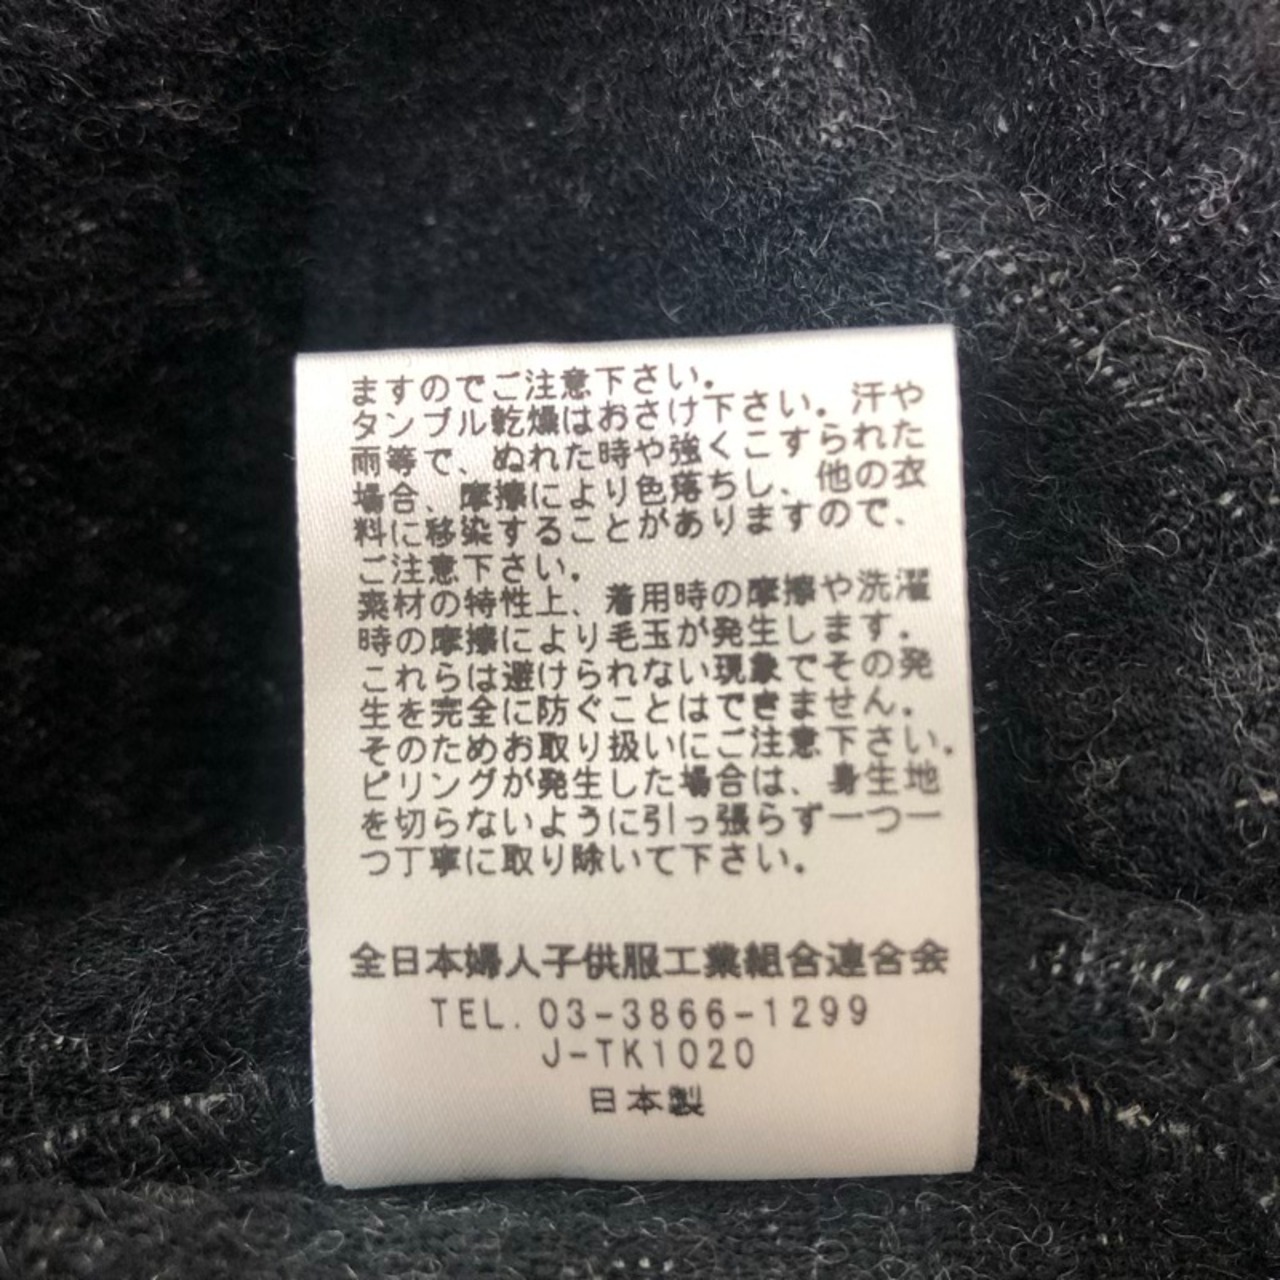 ますのでご注意下さい.
タンブル乾燥はおさけ下さい. 汗や
雨等で、ぬれた時や強くこすられた
場合、摩擦により色落ちし、他の衣
料に移染することがありますので、
ご注意下さい.
素材の特性上、着用時の摩擦や洗濯
時の摩擦により毛玉が発生します.
これらは避けられない現象でその発
生を完全に防ぐことはできません.
そのためお取り扱いにご注意下さい.
ピリングが発生した場合は、身生地
を切らないように引っ張らず一つ一
つ丁寧に取り除いて下さい.
全日本婦人子供服工業組合連合会
TEL. 03-3866-1299
J-TK1020
日本製